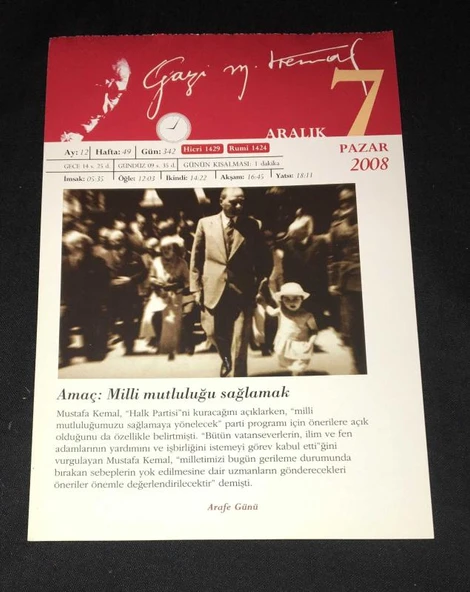 Gazi M. Kemal
7
ARALIK
PAZAR
2008
Ay: 12 Hafta: 49 Gün: 342 Hicri 1429 Rumi 1424
GECE 14 s. 25 d. GÜNDÜZ 09 s. 35 d. GÜNÜN KISALMASI: 1 dakika
İmsak: 05:35 Öğle: 12:03 İkindi: 14:22 Akşam: 16:45 Yatsı: 18:11
Amaç: Milli mutluluğu sağlamak
Mustafa Kemal, "Halk Partisi"ni kuracağını açıklarken, "milli
mutluluğumuzu sağlamaya yönelecek" parti programı için önerilere açık
olduğunu da özellikle belirtmişti. "Bütün vatanseverlerin, ilim ve fen
adamlarının yardımını ve işbirliğini istemeyi görev kabul etti"ğini
vurgulayan Mustafa Kemal, "milletimizi bugün gerileme durumunda
bırakan sebeplerin yok edilmesine dair uzmanların gönderecekleri
öneriler önemle değerlendirilecektir" demişti.
Arafe Günü